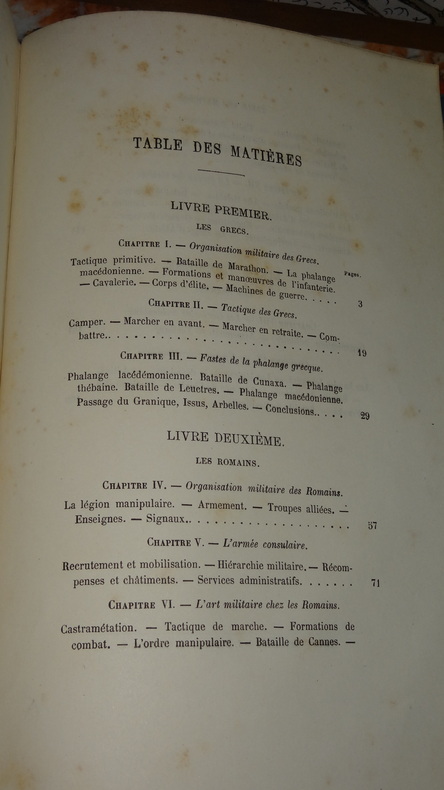 TABLE DES MATIÈRES
LIVRE PREMIER.
LES GRECS.
CHAPITRE I. — Organisation militaire des Grecs.
Pages.
Tactique primitive. — Bataille de Marathon. — La phalange
macédonienne. — Formations et manœuvres de l'infanterie.
— Cavalerie. — Corps d'élite. — Machines de guerre. . . . . 3
CHAPITRE II. — Tactique des Grecs.
Camper. — Marcher en avant. — Marcher en retraite. — Com-
battre. . . . . . . . . . . . . . . . . . . . . . . . . . . . . 19
CHAPITRE III. — Fastes de la phalange grecque.
Phalange lacédémonienne. Bataille de Cunaxa. — Phalange
thébaine. Bataille de Leuctres. — Phalange macédonienne.
Passage du Granique, Issus, Arbelles. — Conclusions. . . . . 29
LIVRE DEUXIÈME.
LES ROMAINS.
CHAPITRE IV. — Organisation militaire des Romains.
La légion manipulaire. — Armement. — Troupes alliées. —
Enseignes. — Signaux. . . . . . . . . . . . . . . . . . . . 57
CHAPITRE V. — L'armée consulaire.
Recrutement et mobilisation. — Hiérarchie militaire. — Récom-
penses et châtiments. — Services administratifs. . . . . . . 71
CHAPITRE VI. — L'art militaire chez les Romains.
Castramétation. — Tactique de marche. — Formations de
combat. — L'ordre manipulaire. — Bataille de Cannes. —